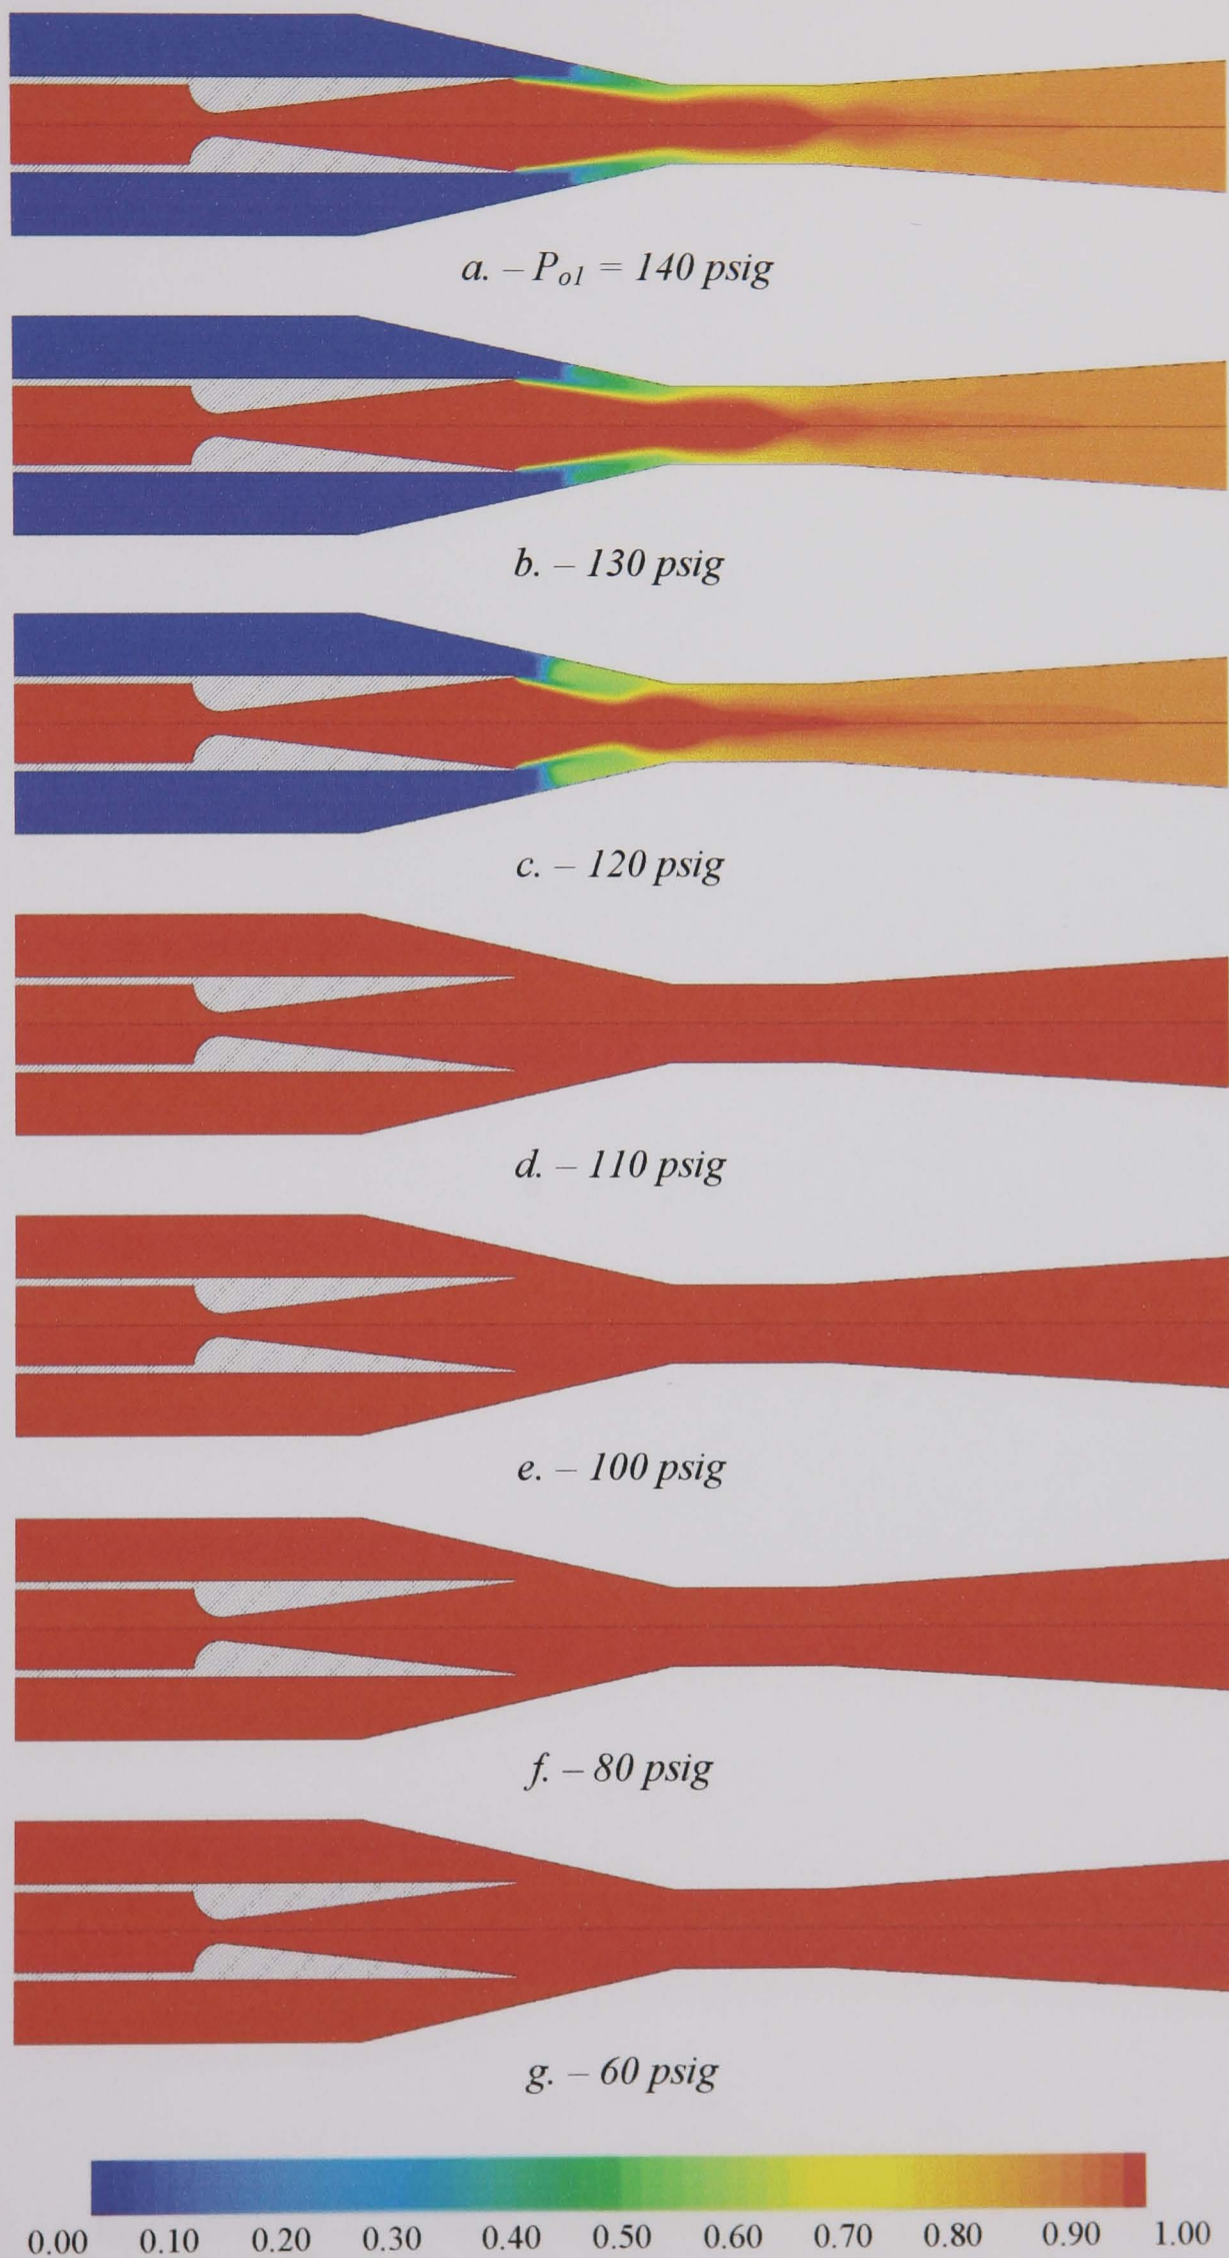 a. – Po1 = 140 psig
b. – 130 psig
c. – 120 psig
d. – 110 psig
e. – 100 psig
f. – 80 psig
g. – 60 psig
0.00 0.10 0.20 0.30 0.40 0.50 0.60 0.70 0.80 0.90 1.00